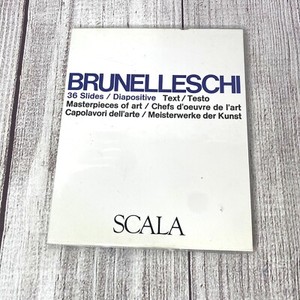 BRUNELLESCHI
36 Slides / Diapositive Text / Testo
Masterpieces of art / Chefs d'oeuvre de l'art
Capolavori dell'arte / Meisterwerke der Kunst
SCALA